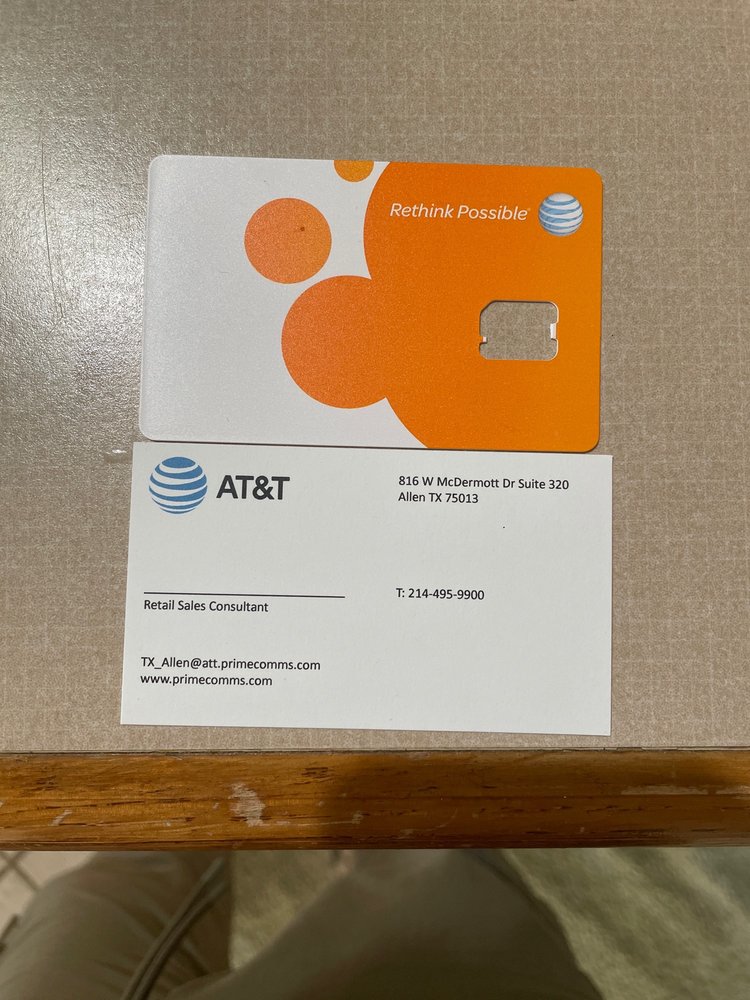 Rethink Possible
AT&T
816 W McDermott Dr Suite 320
Allen TX 75013
Retail Sales Consultant
T: 214-495-9900
TX_Allen@att.primecomms.com
www.primecomms.com